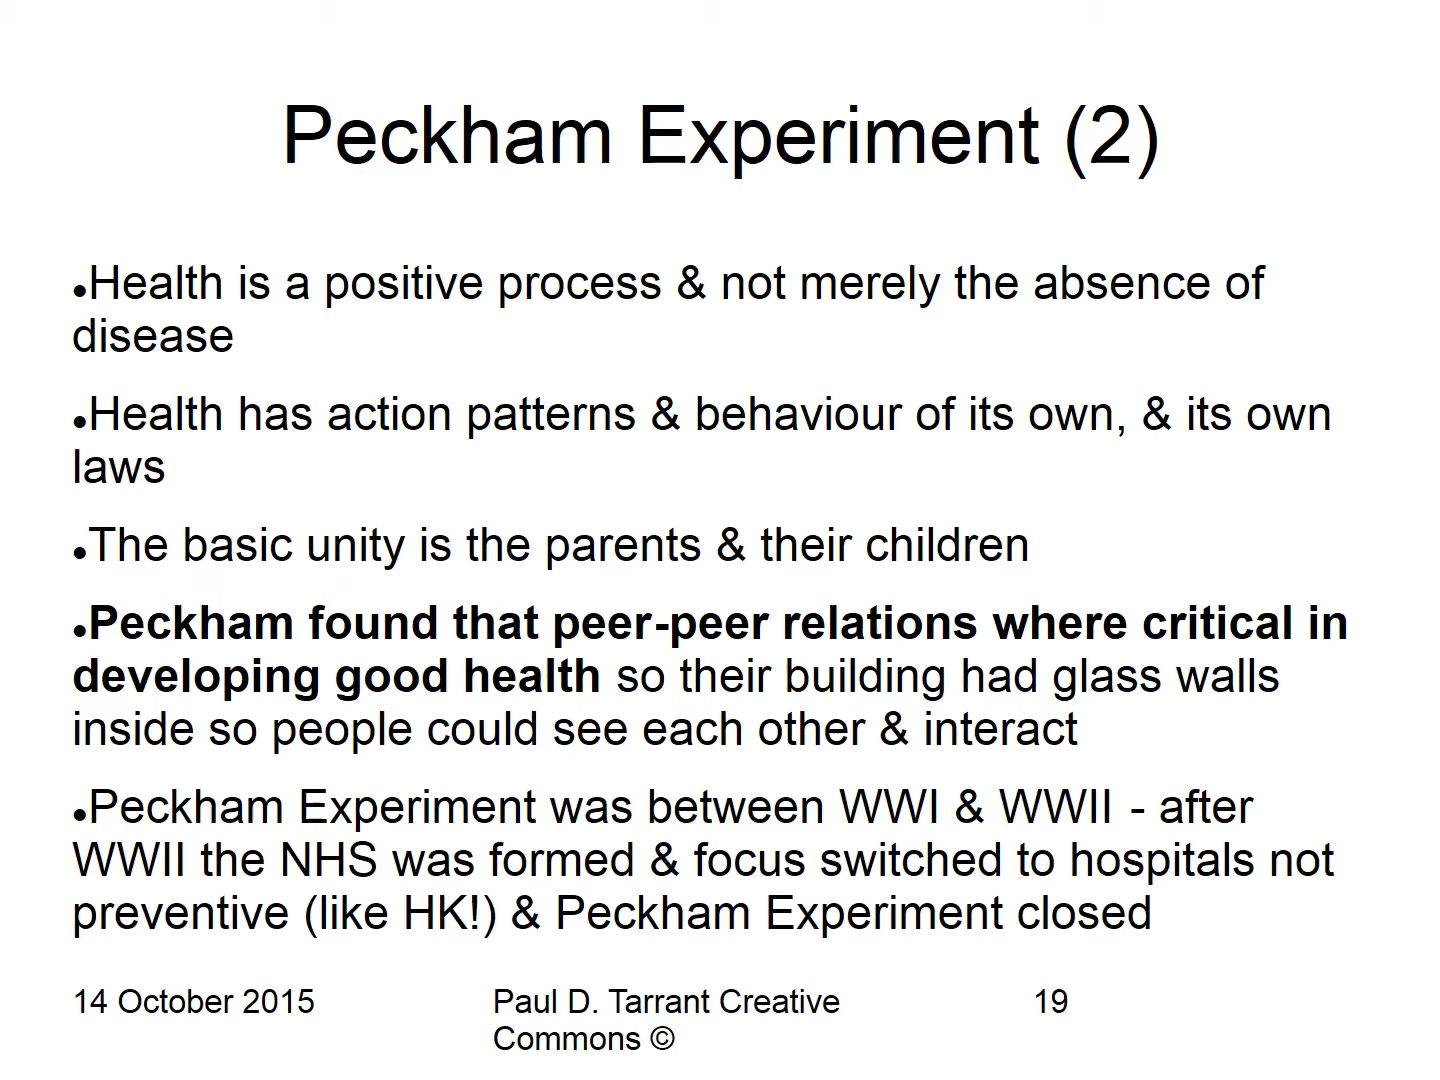 Peckham Experiment (2)
●Health is a positive process & not merely the absence of
disease
●Health has action patterns & behaviour of its own, & its own
laws
●The basic unity is the parents & their children
●Peckham found that peer-peer relations where critical in
developing good health so their building had glass walls
inside so people could see each other & interact
●Peckham Experiment was between WWI & WWII - after
WWII the NHS was formed & focus switched to hospitals not
preventive (like HK!) & Peckham Experiment closed
14 October 2015
Paul D. Tarrant Creative
Commons ©
19